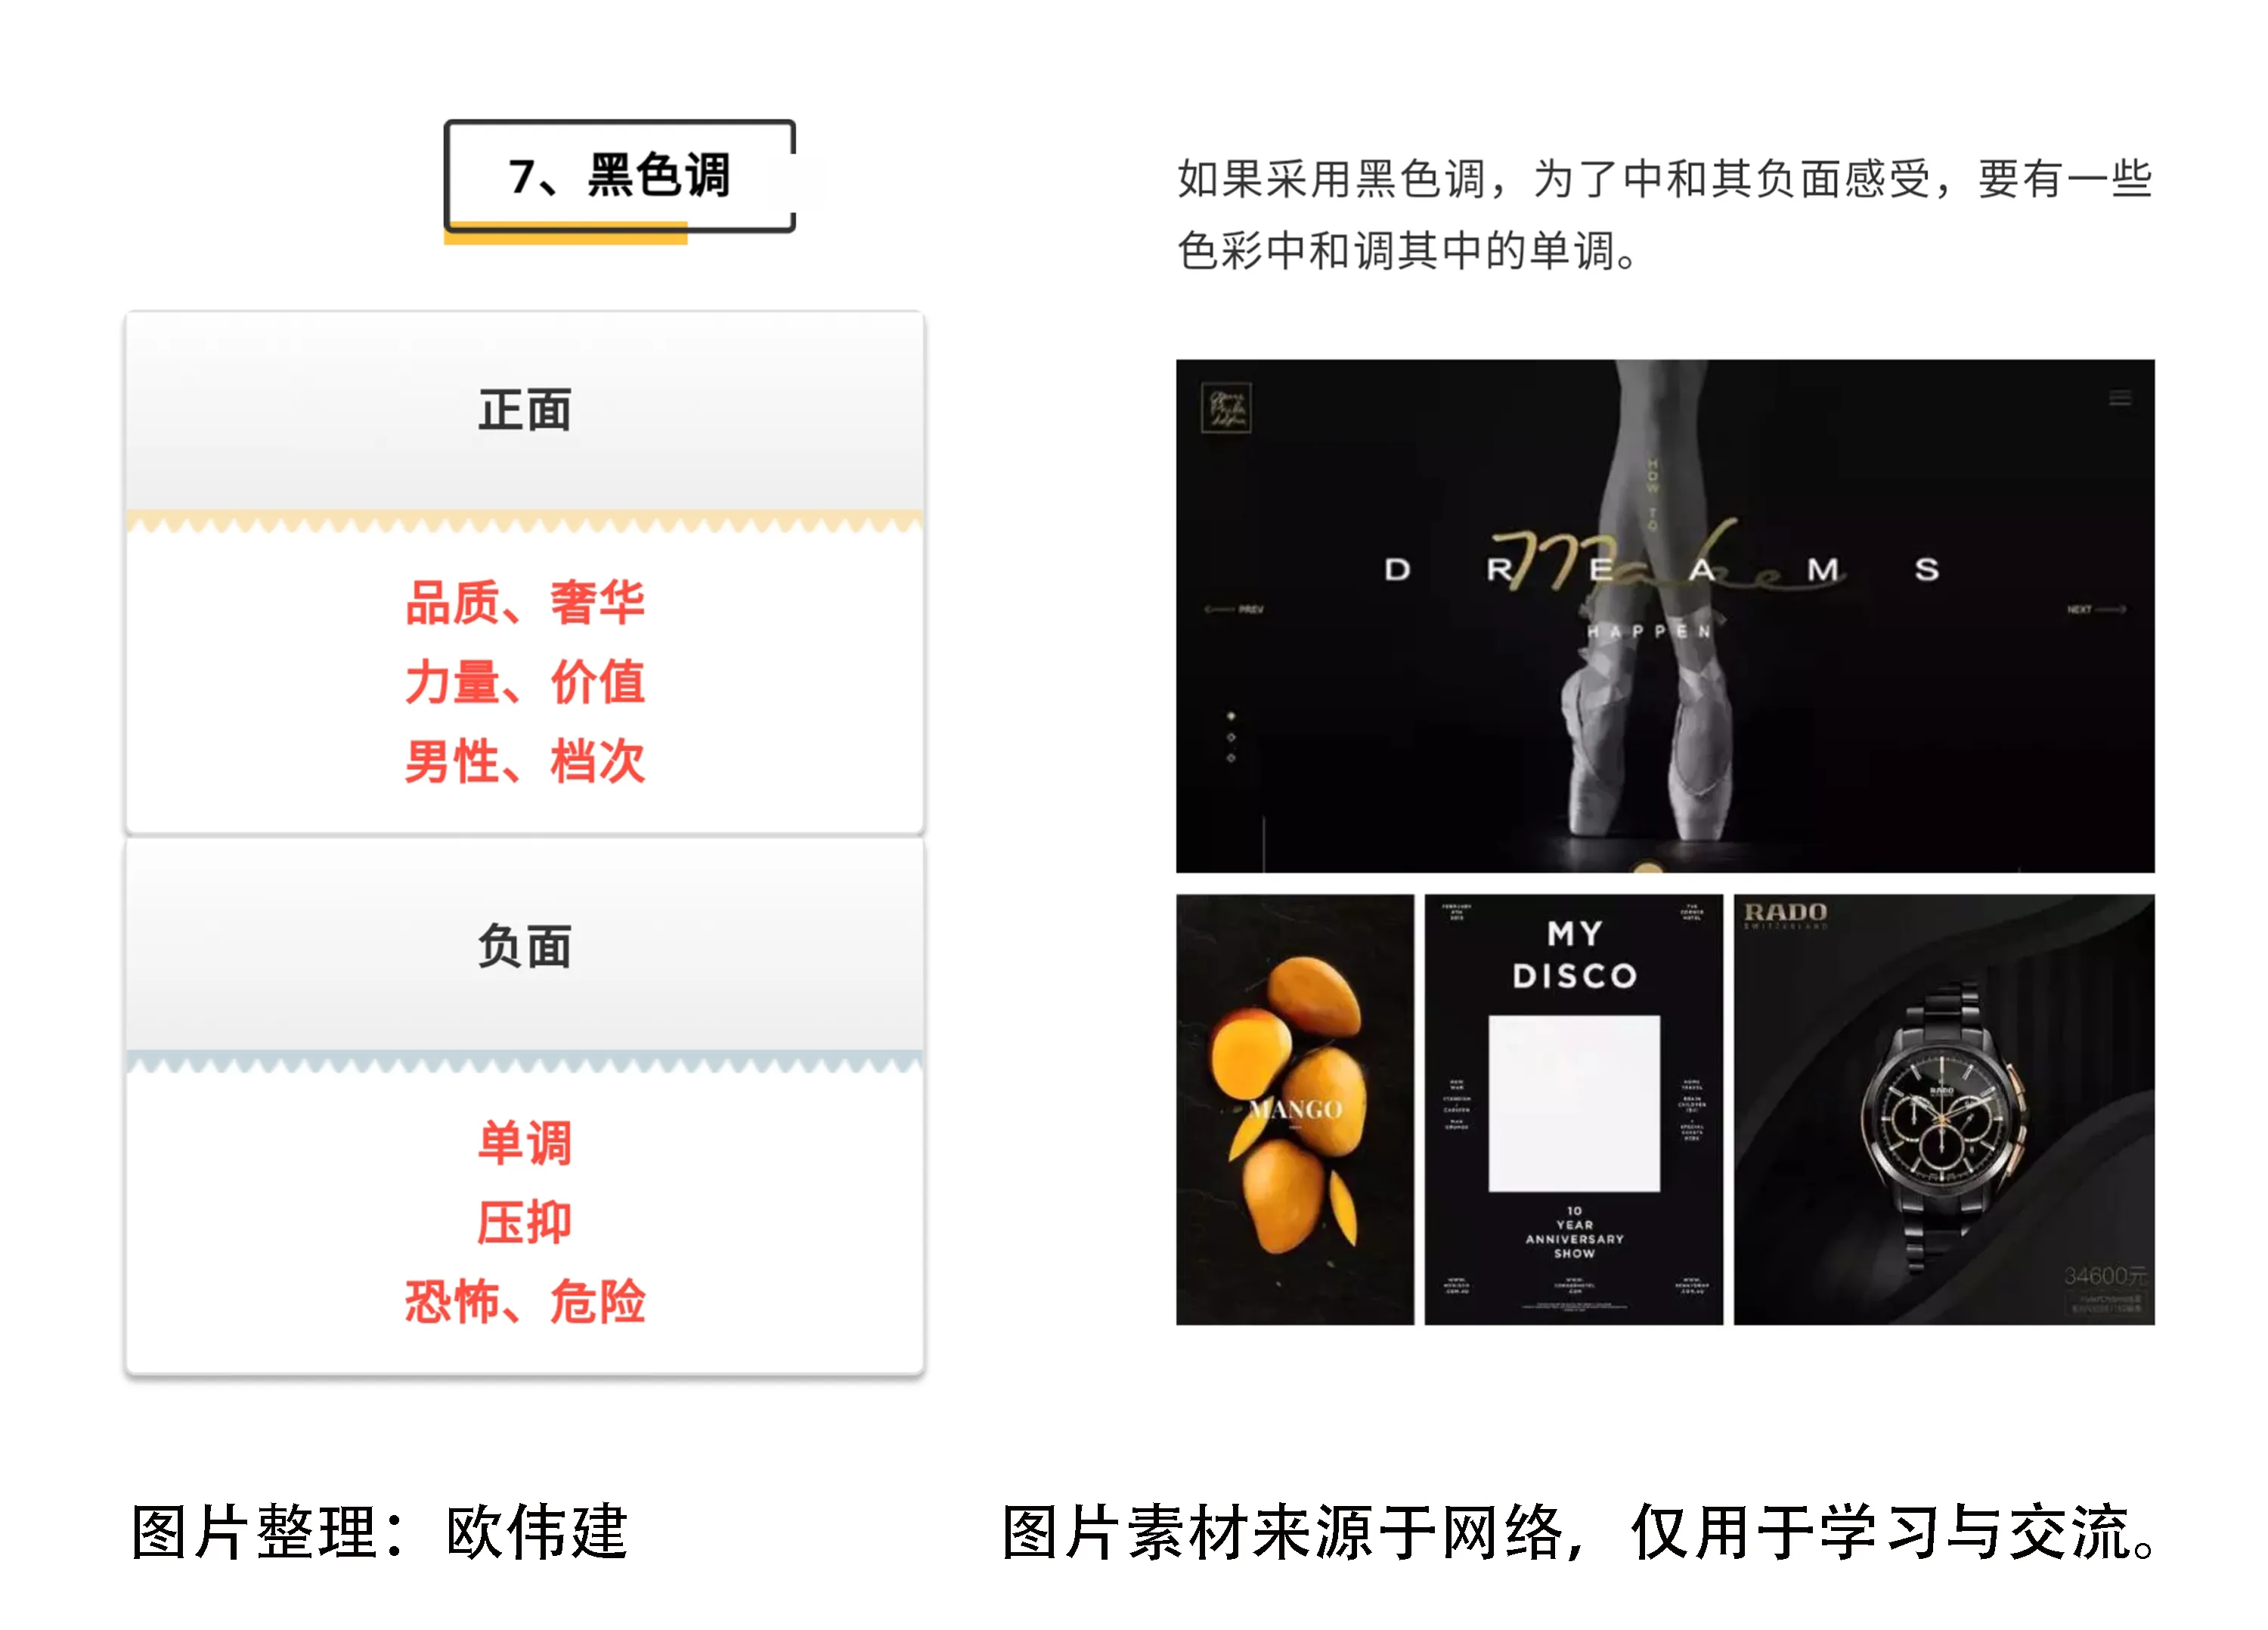 7、黑色调
正面
品质、奢华
力量、价值
男性、档次
负面
单调
压抑
恐怖、危险
如果采用黑色调，为了中和其负面感受，要有一些
色彩中和调其中的单调。
HOW TO
Make
DREAMS
HAPPEN
PREV
NEXT
MANGO
MY
DISCO
10
YEAR
ANNIVERSARY
SHOW
RADO
SWITZERLAND
RADO
34600元
图片整理：欧伟建
图片素材来源于网络，仅用于学习与交流。